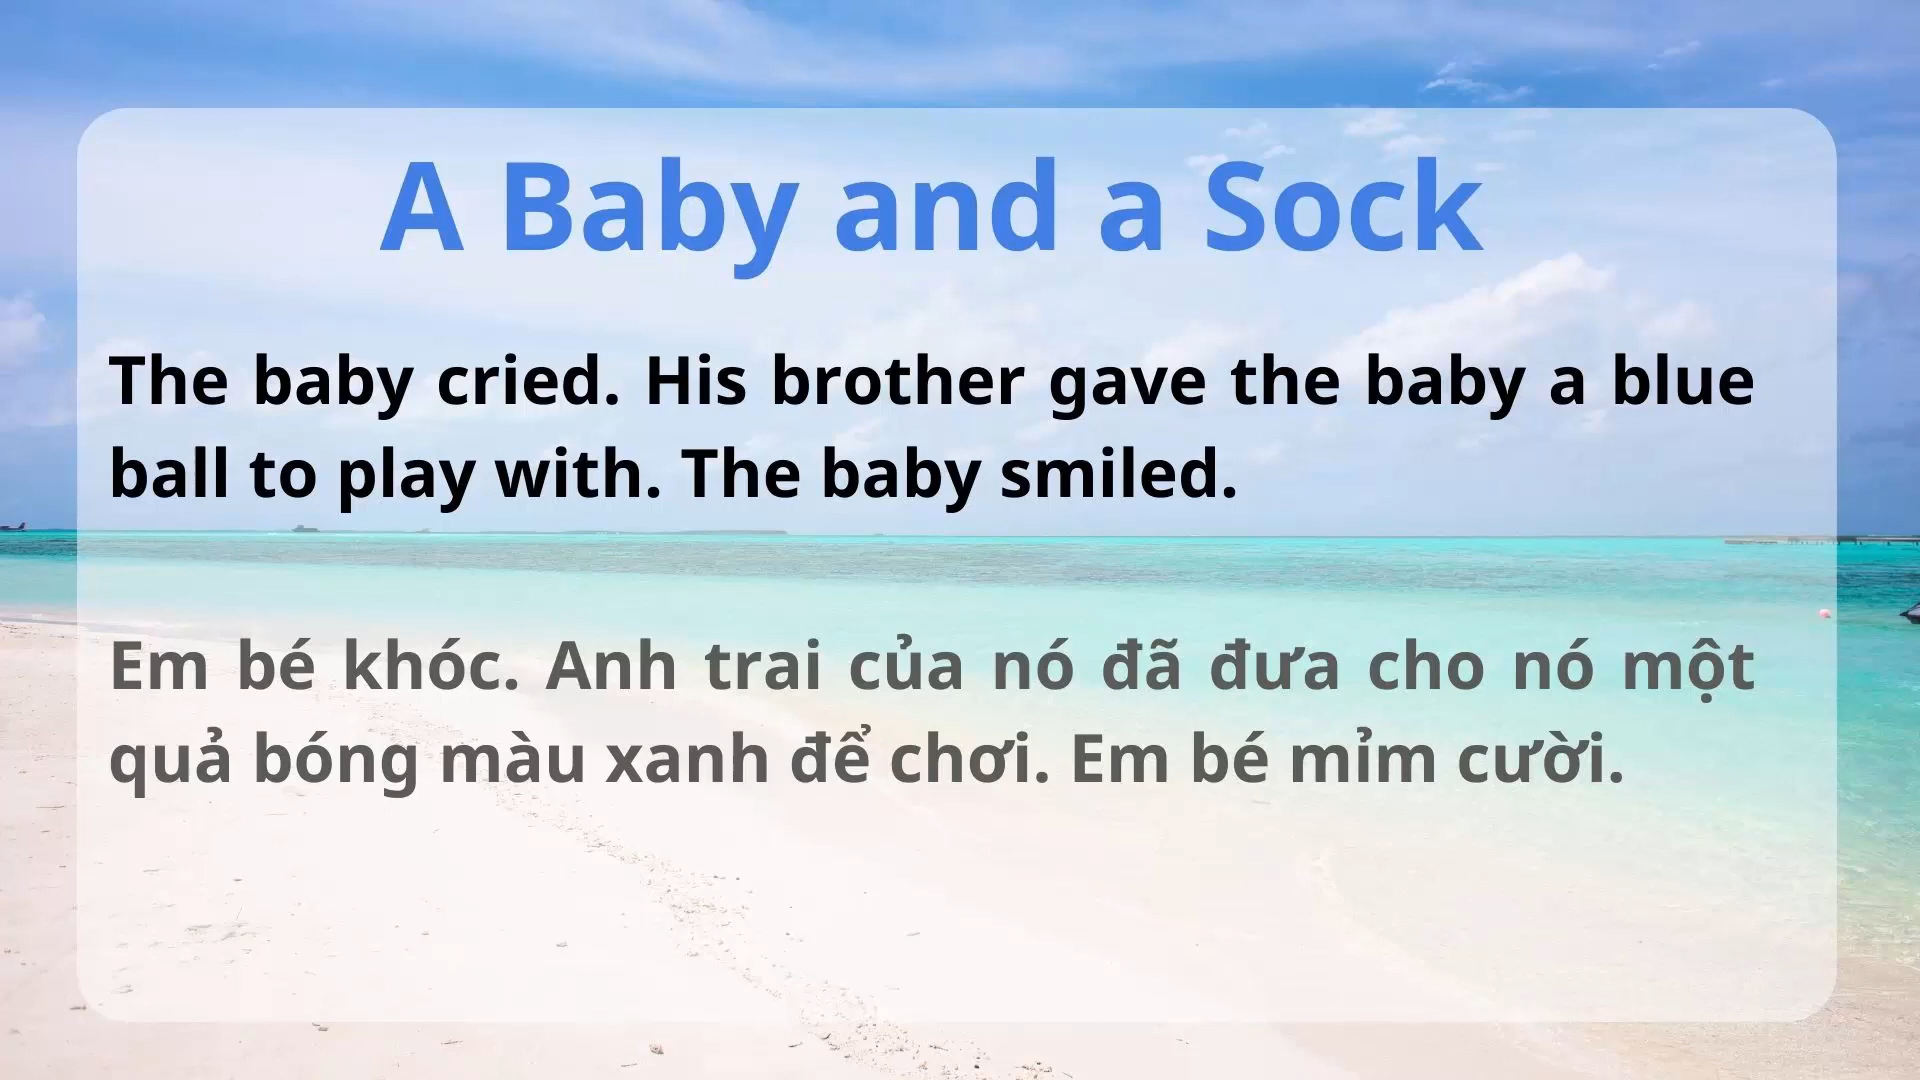 A Baby and a Sock
The baby cried. His brother gave the baby a blue
ball to play with. The baby smiled.
Em bé khóc. Anh trai của nó đã đưa cho nó một
quả bóng màu xanh để chơi. Em bé mỉm cười.